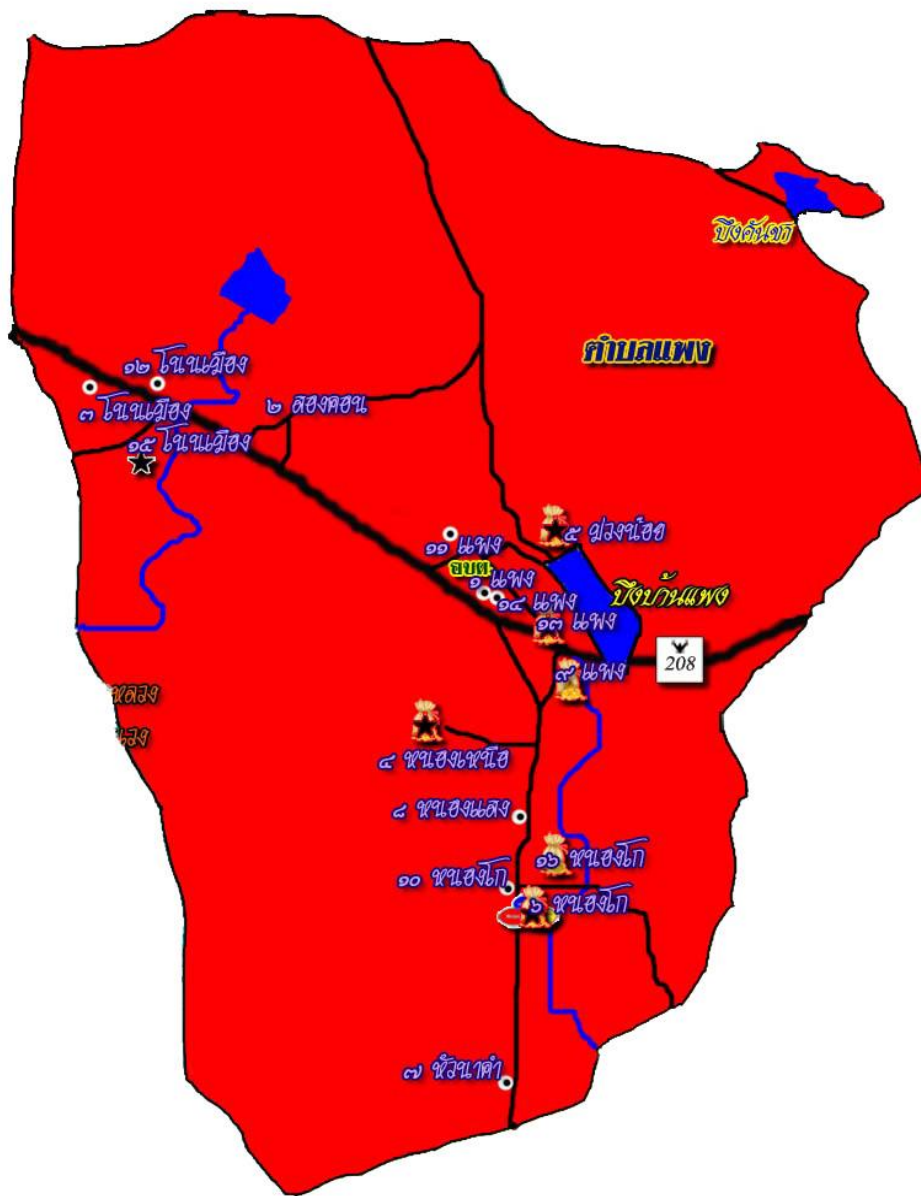 บึงคันชา
ตำบลแพง
๑๒ โนนเมือง
๓ โนนเมือง
๒ สองคอน
๑๕ โนนเมือง
๕ ม่วงน้อย
๑๑ แพง
อบต.
๑ แพง
บึงบ้านแพง
๑๔ แพง
๑๓ แพง
208
๙ แพง
หลวง
๔ หนองเหนือ
๘ หนองแสง
๑๖ หนองโก
๑๐ หนองโก
๖ หนองโก
๗ หัวนาคำ